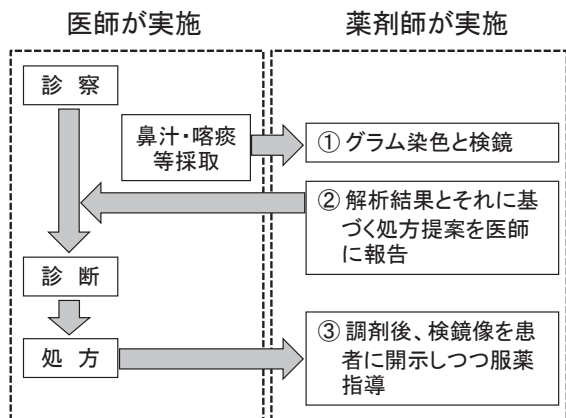 医師が実施
薬剤師が実施
診　察
鼻汁・喀痰
等採取
① グラム染色と検鏡
② 解析結果とそれに基
づく処方提案を医師
に報告
診　断
処　方
③ 調剤後、検鏡像を患
者に開示しつつ服薬
指導